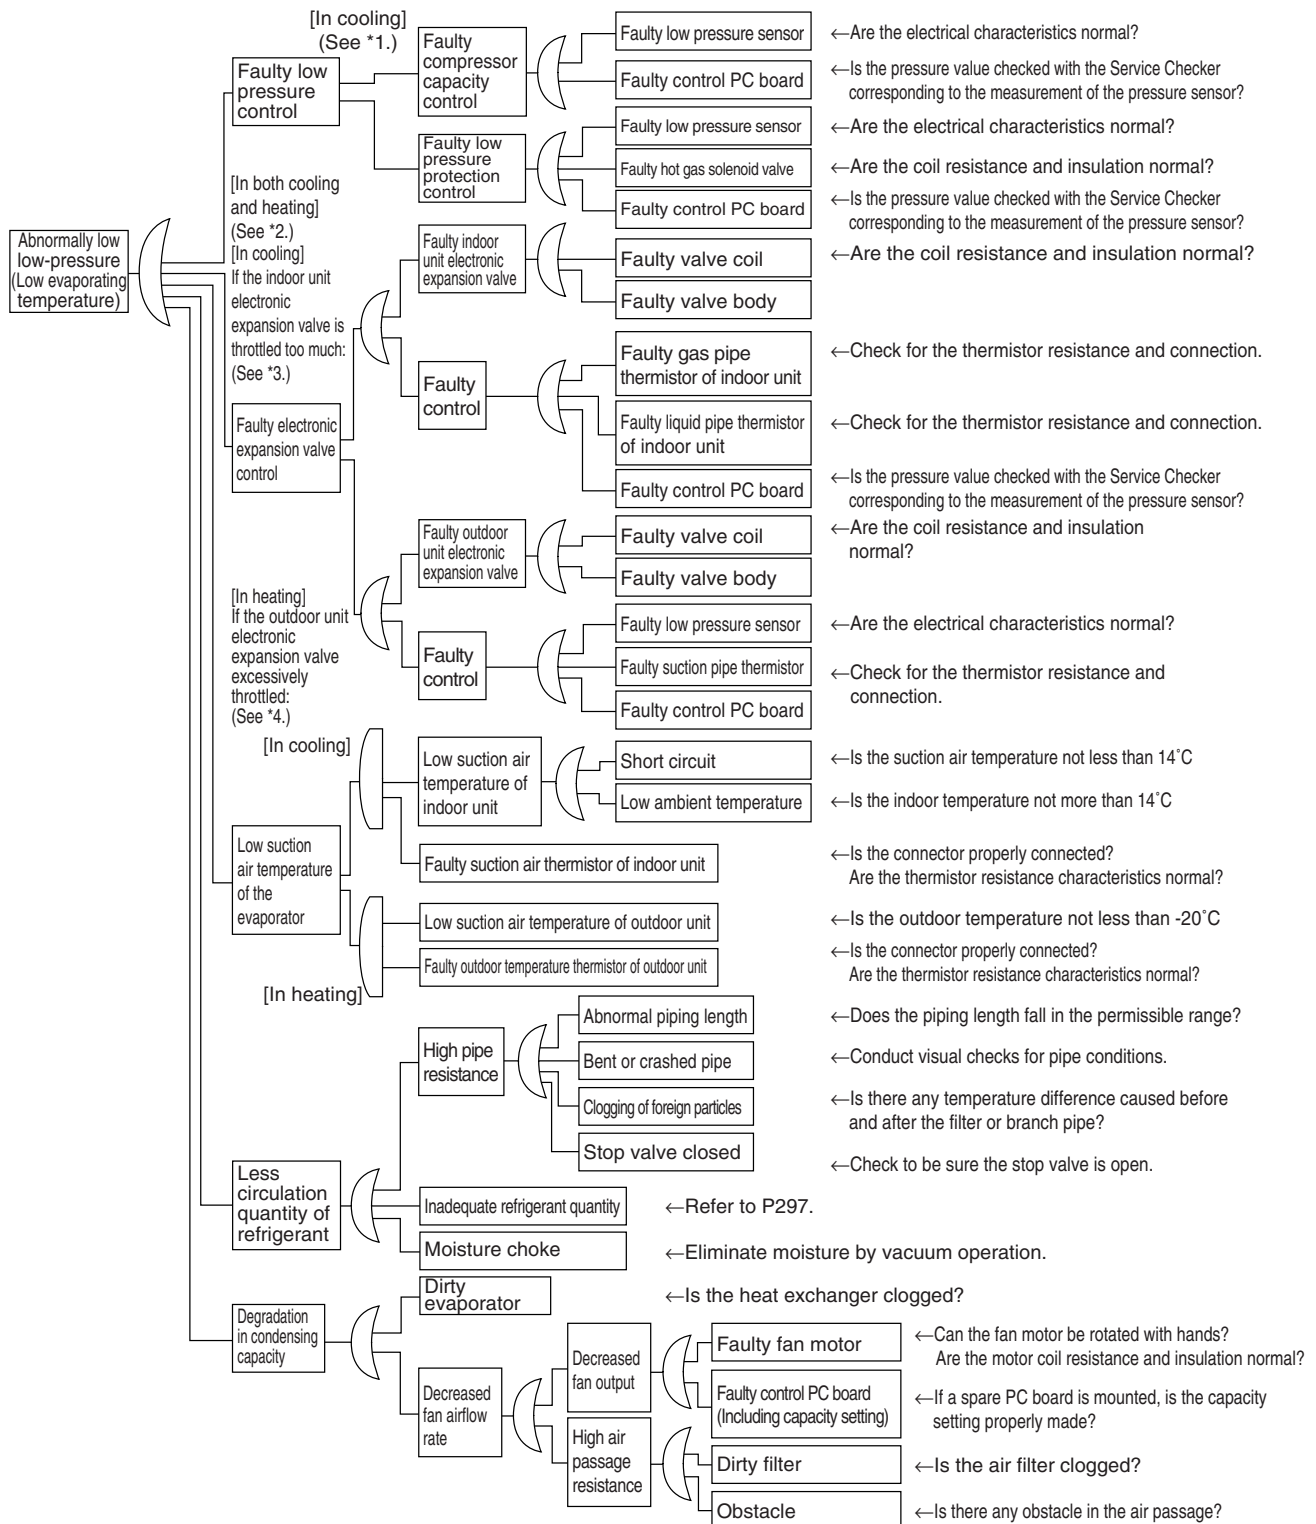 [In cooling]
(See *1.)
Faulty
compressor
capacity
control
Faulty low pressure sensor
←Are the electrical characteristics normal?
Faulty control PC board
←Is the pressure value checked with the Service Checker
corresponding to the measurement of the pressure sensor?
Faulty low
pressure
control
Faulty low
pressure
protection
control
Faulty low pressure sensor
←Are the electrical characteristics normal?
Faulty hot gas solenoid valve
←Are the coil resistance and insulation normal?
Faulty control PC board
←Is the pressure value checked with the Service Checker
corresponding to the measurement of the pressure sensor?
[In both cooling
and heating]
(See *2.)
Abnormally low
low-pressure
(Low evaporating
temperature)
[In cooling]
If the indoor unit
electronic
expansion valve is
throttled too much:
(See *3.)
Faulty indoor
unit electronic
expansion valve
Faulty valve coil
←Are the coil resistance and insulation normal?
Faulty valve body
Faulty
control
Faulty gas pipe
thermistor of indoor unit
←Check for the thermistor resistance and connection.
Faulty liquid pipe thermistor
of indoor unit
←Check for the thermistor resistance and connection.
Faulty control PC board
←Is the pressure value checked with the Service Checker
corresponding to the measurement of the pressure sensor?
Faulty electronic
expansion valve
control
Faulty outdoor
unit electronic
expansion valve
Faulty valve coil
←Are the coil resistance and insulation
normal?
Faulty valve body
[In heating]
If the outdoor unit
electronic
expansion valve
excessively
throttled:
(See *4.)
Faulty
control
Faulty low pressure sensor
←Are the electrical characteristics normal?
Faulty suction pipe thermistor
←Check for the thermistor resistance and
connection.
Faulty control PC board
[In cooling]
Low suction air
temperature of
indoor unit
Short circuit
←Is the suction air temperature not less than 14˚C
Low ambient temperature
←Is the indoor temperature not more than 14˚C
Low suction
air temperature
of the
evaporator
Faulty suction air thermistor of indoor unit
←Is the connector properly connected?
Are the thermistor resistance characteristics normal?
Low suction air temperature of outdoor unit
←Is the outdoor temperature not less than -20˚C
Faulty outdoor temperature thermistor of outdoor unit
←Is the connector properly connected?
Are the thermistor resistance characteristics normal?
[In heating]
High pipe
resistance
Abnormal piping length
←Does the piping length fall in the permissible range?
Bent or crashed pipe
←Conduct visual checks for pipe conditions.
Clogging of foreign particles
←Is there any temperature difference caused before
and after the filter or branch pipe?
Stop valve closed
←Check to be sure the stop valve is open.
Less
circulation
quantity of
refrigerant
Inadequate refrigerant quantity
←Refer to P297.
Moisture choke
←Eliminate moisture by vacuum operation.
Dirty
evaporator
←Is the heat exchanger clogged?
Degradation
in condensing
capacity
Decreased
fan airflow
rate
Decreased
fan output
Faulty fan motor
←Can the fan motor be rotated with hands?
Are the motor coil resistance and insulation normal?
Faulty control PC board
(Including capacity setting)
←If a spare PC board is mounted, is the capacity
setting properly made?
High air
passage
resistance
Dirty filter
←Is the air filter clogged?
Obstacle
←Is there any obstacle in the air passage?